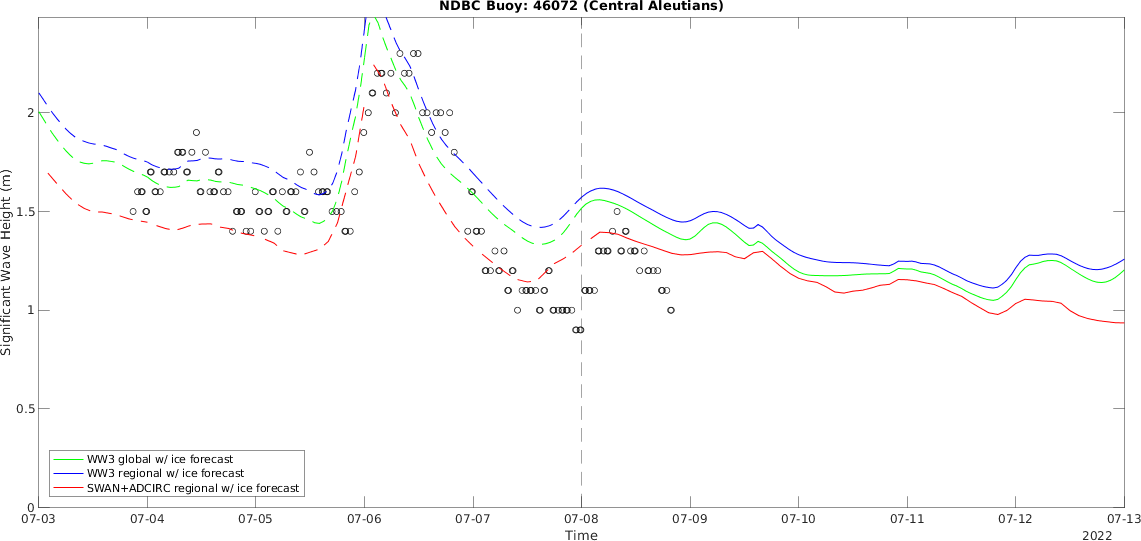 NDBC Buoy: 46072 (Central Aleutians)
Significant Wave Height (m)
2
1.5
1
0.5
0
WW3 global w/ ice forecast
WW3 regional w/ ice forecast
SWAN+ADCIRC regional w/ ice forecast
07-03 07-04 07-05 07-06 07-07 07-08 07-09 07-10 07-11 07-12 07-13
Time
2022